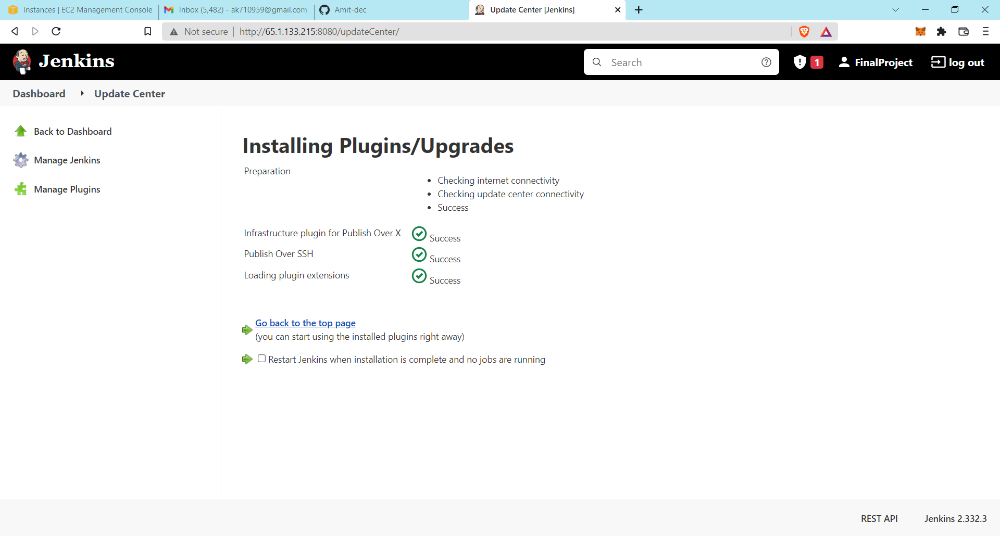 Instances | EC2 Management Console
Inbox (5,482) - ak710959@gmail.com
Amit-dec
Update Center [Jenkins]
Not secure | http://65.1.133.215:8080/updateCenter/
Jenkins
Search
1
FinalProject
log out
Dashboard
Update Center
Back to Dashboard
Manage Jenkins
Manage Plugins
Installing Plugins/Upgrades
Preparation
Checking internet connectivity
Checking update center connectivity
Success
Infrastructure plugin for Publish Over X
Success
Publish Over SSH
Success
Loading plugin extensions
Success
Go back to the top page
(you can start using the installed plugins right away)
Restart Jenkins when installation is complete and no jobs are running
REST API
Jenkins 2.332.3